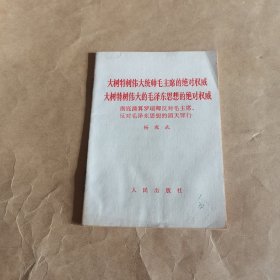 大树特树伟大统帅毛主席的绝对权威
大树特树伟大的毛泽东思想的绝对权威
彻底清算罗瑞卿反对毛主席、
反对毛泽东思想的滔天罪行
杨成武
人民出版社